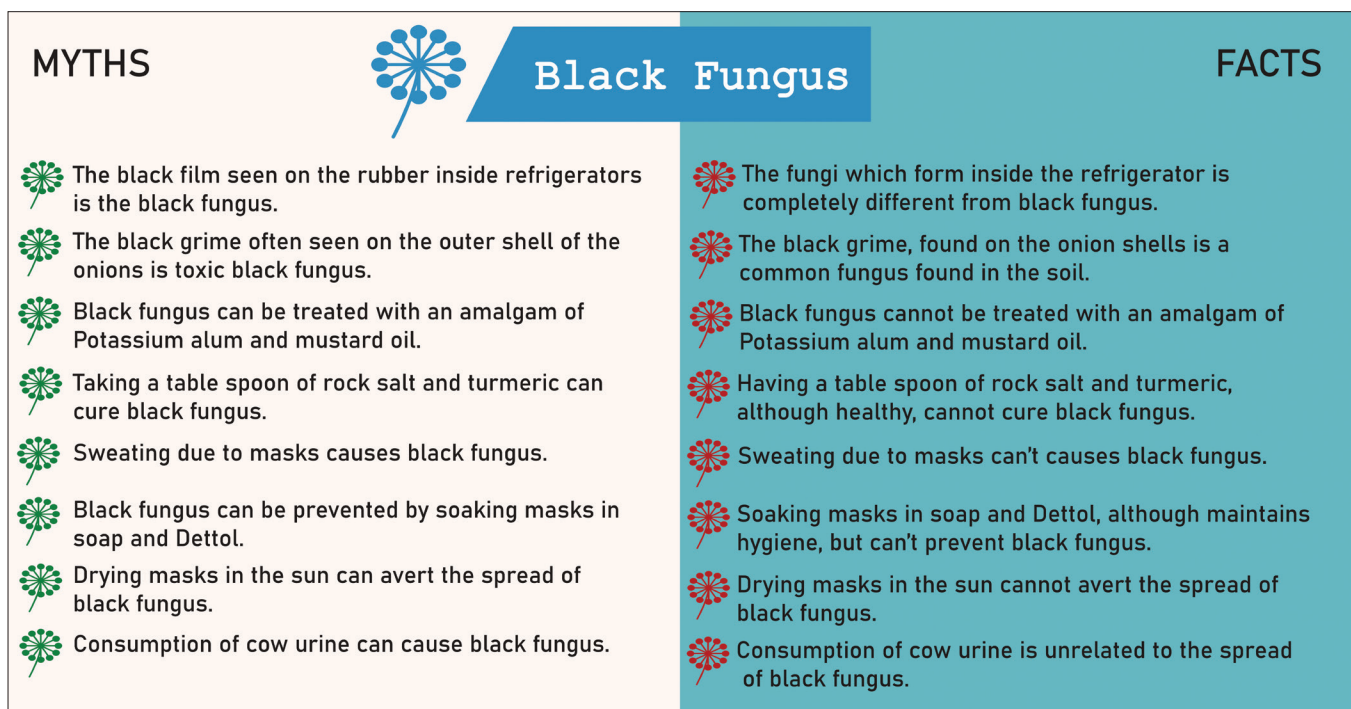 MYTHS
Black Fungus
FACTS
The black film seen on the rubber inside refrigerators
is the black fungus.
The black grime often seen on the outer shell of the
onions is toxic black fungus.
Black fungus can be treated with an amalgam of
Potassium alum and mustard oil.
Taking a table spoon of rock salt and turmeric can
cure black fungus.
Sweating due to masks causes black fungus.
Black fungus can be prevented by soaking masks in
soap and Dettol.
Drying masks in the sun can avert the spread of
black fungus.
Consumption of cow urine can cause black fungus.
The fungi which form inside the refrigerator is
completely different from black fungus.
The black grime, found on the onion shells is a
common fungus found in the soil.
Black fungus cannot be treated with an amalgam of
Potassium alum and mustard oil.
Having a table spoon of rock salt and turmeric,
although healthy, cannot cure black fungus.
Sweating due to masks can't causes black fungus.
Soaking masks in soap and Dettol, although maintains
hygiene, but can't prevent black fungus.
Drying masks in the sun cannot avert the spread of
black fungus.
Consumption of cow urine is unrelated to the spread
of black fungus.